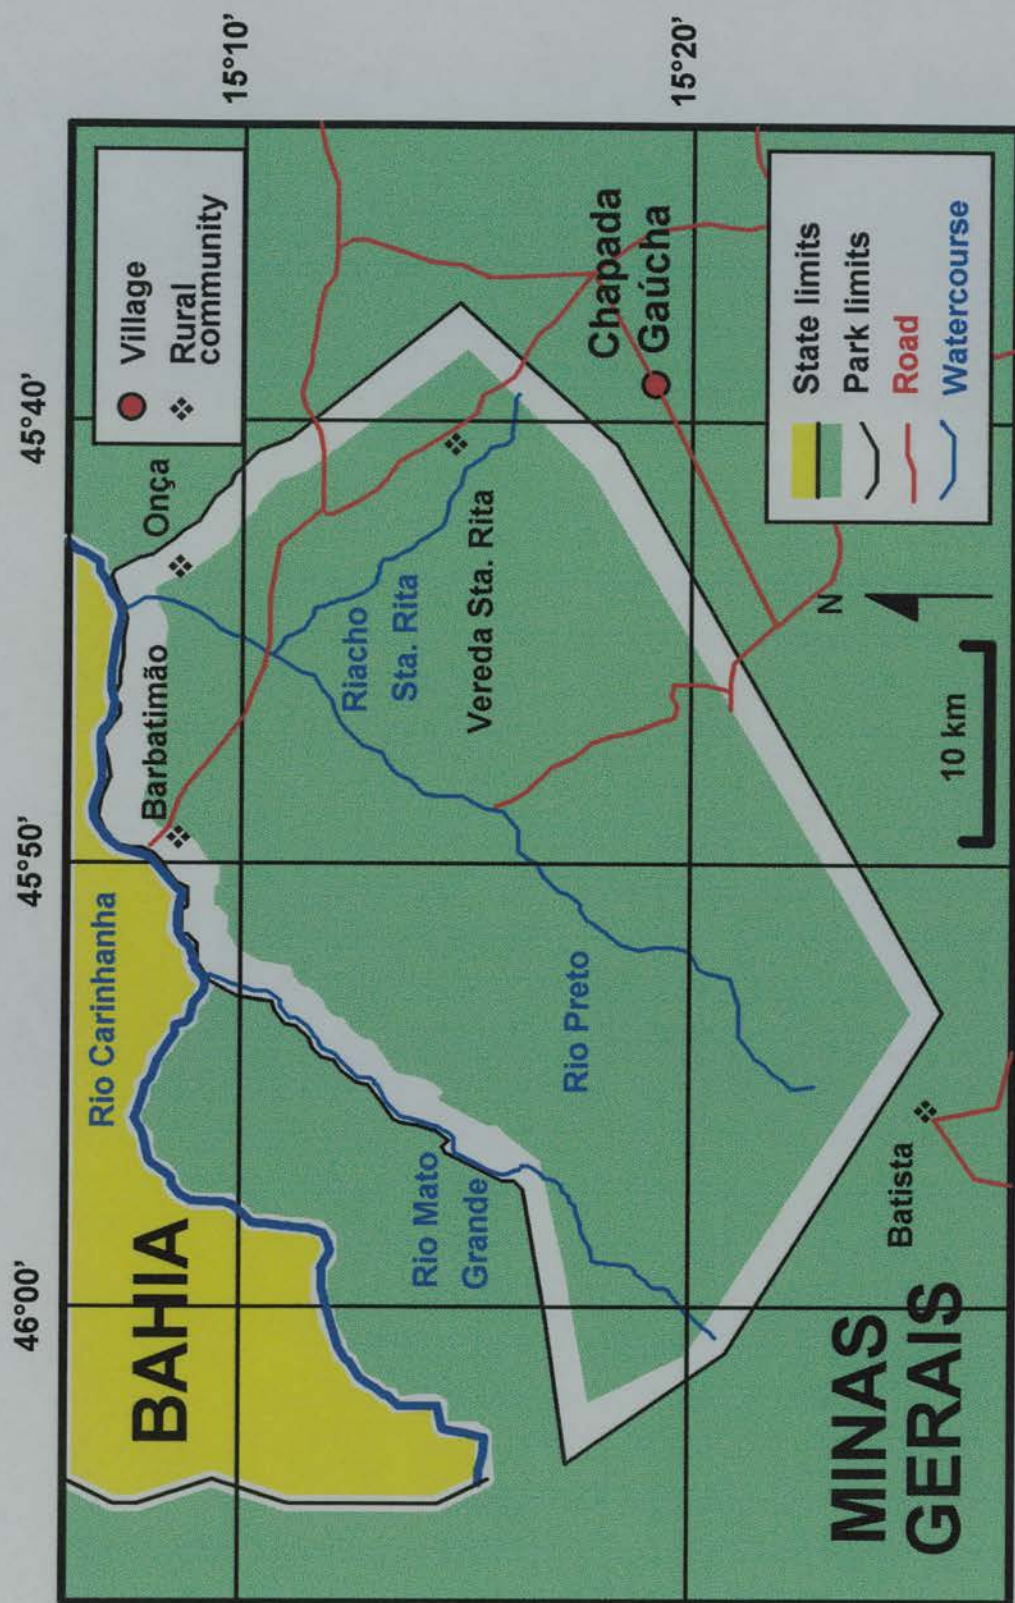 46°00'
45°50'
45°40'
15°10'
15°20'
BAHIA
Rio Carinhanha
Barbatimão
Onça
Village
Rural
community
Rio Mato
Grande
Rio Preto
Riacho
Sta. Rita
Vereda Sta. Rita
Chapada
Gaúcha
MINAS
GERAIS
Batista
10 km
N
State limits
Park limits
Road
Watercourse